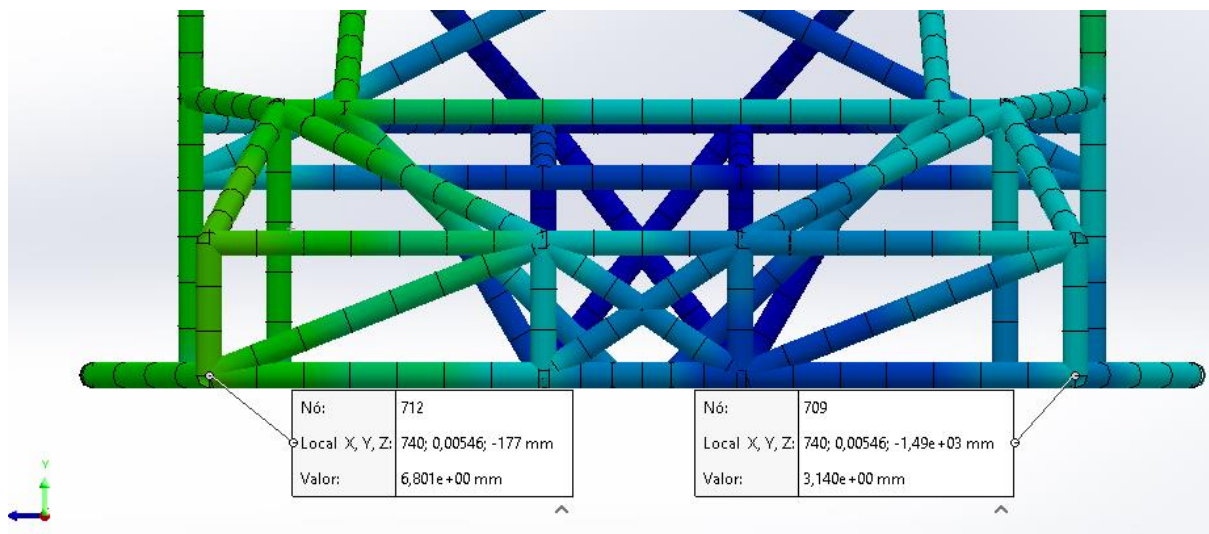 Nó: 712
Local X, Y, Z: 740; 0,00546; -177 mm
Valor: 6,801e+00 mm
Nó: 709
Local X, Y, Z: 740; 0,00546; -1,49e+03 mm
Valor: 3,140e+00 mm
Y